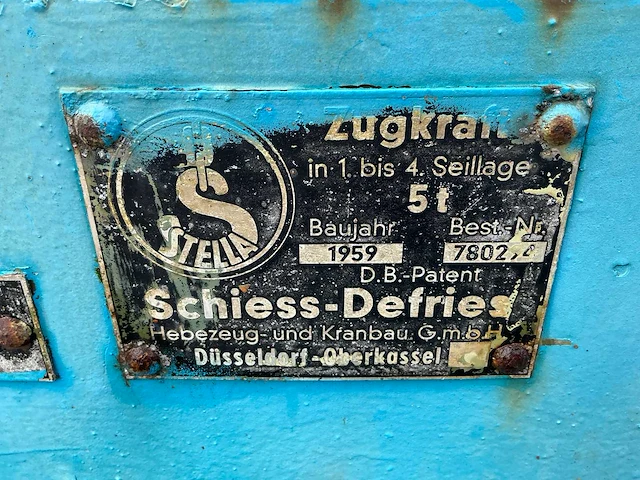 Zugkraft
in 1. bis 4. Seillage
5t
STELLA
Baujahr Best.-Nr.
1959
D.B.-Patent
Schiess-Defries
Hebezeug- und Kranbau G.m.b.H
Düsseldorf-Oberkassel